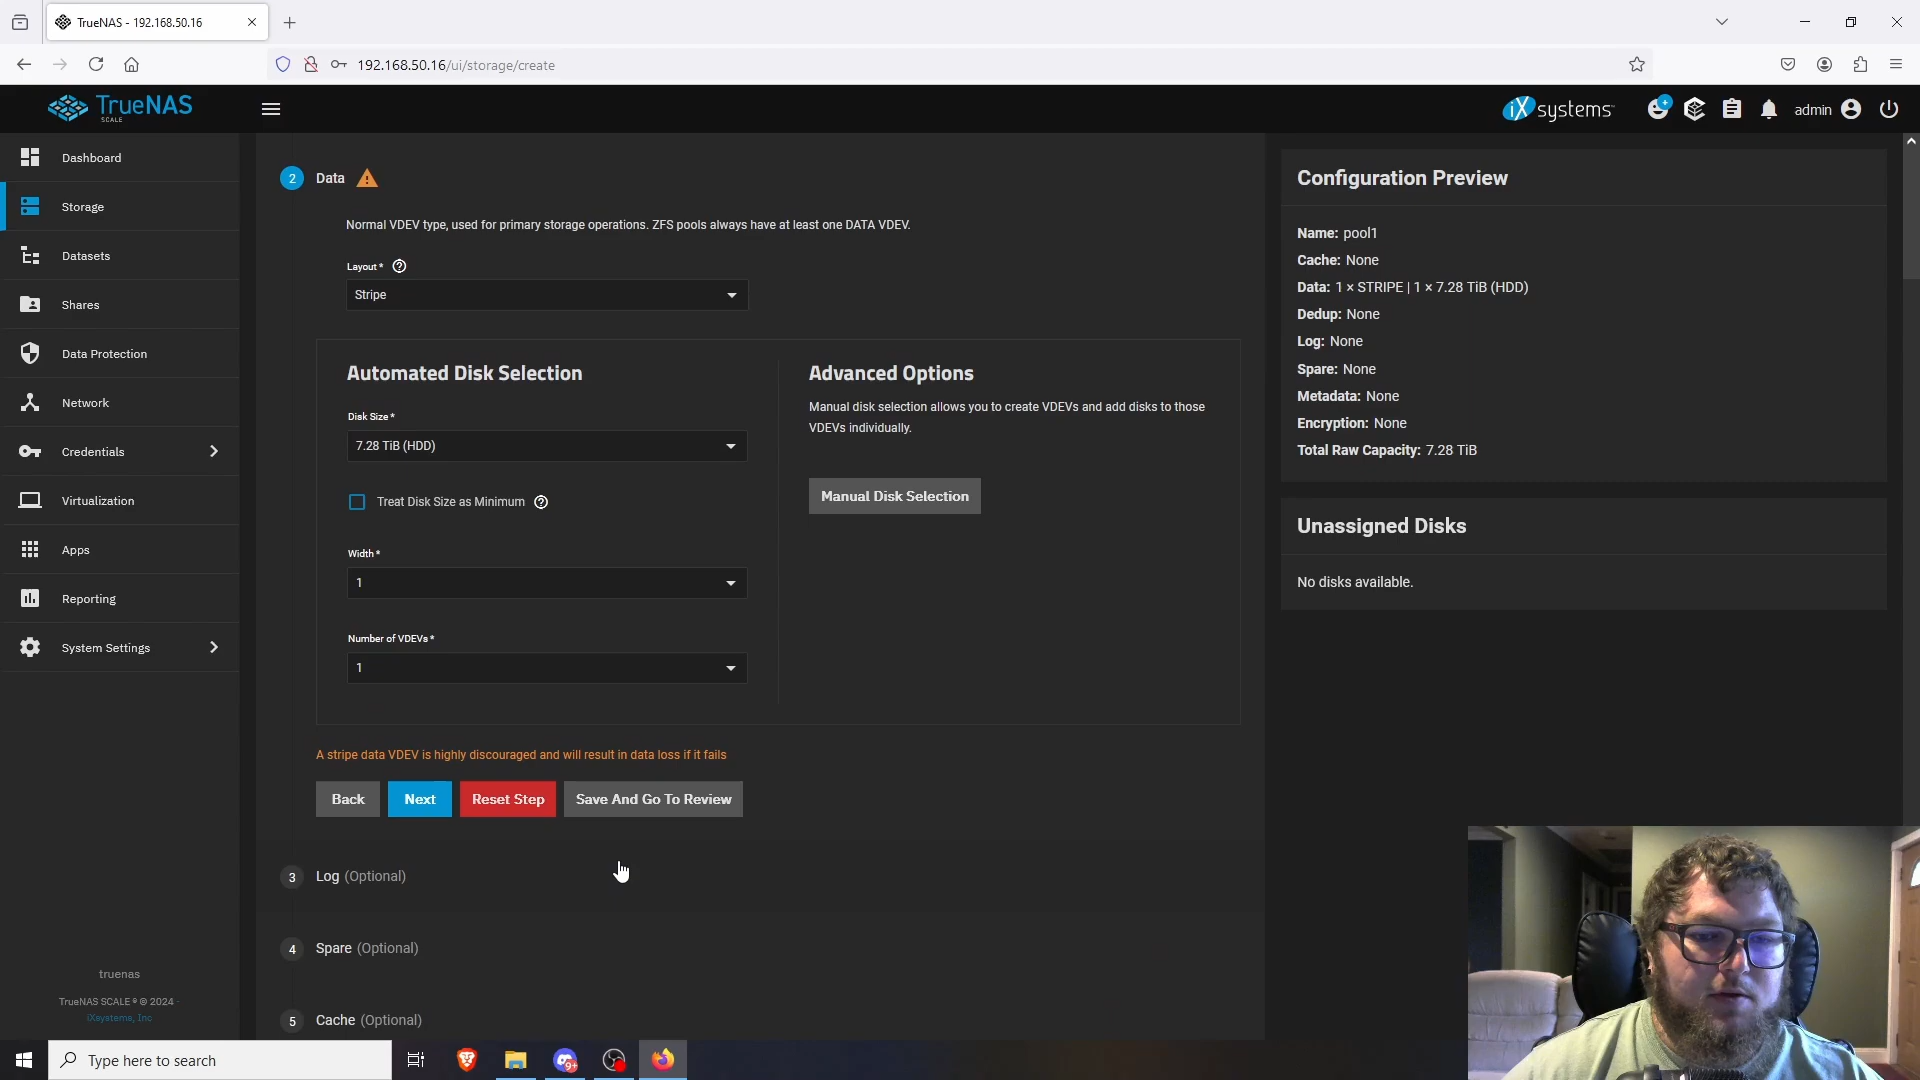 TrueNAS - 192.168.50.16
192.168.50.16/ui/storage/create
TrueNAS
SCALE
iXsystems
admin
Dashboard
Storage
Datasets
Shares
Data Protection
Network
Credentials
Virtualization
Apps
Reporting
System Settings
truenas
TrueNAS SCALE ® © 2024 -
iXsystems, Inc
2 Data
Normal VDEV type, used for primary storage operations. ZFS pools always have at least one DATA VDEV.
Layout *
Stripe
Automated Disk Selection
Disk Size *
7.28 TiB (HDD)
Treat Disk Size as Minimum
Width *
1
Number of VDEVs *
1
Advanced Options
Manual disk selection allows you to create VDEVs and add disks to those
VDEVs individually.
Manual Disk Selection
A stripe data VDEV is highly discouraged and will result in data loss if it fails
Back Next Reset Step Save And Go To Review
3 Log (Optional)
4 Spare (Optional)
5 Cache (Optional)
Configuration Preview
Name: pool1
Cache: None
Data: 1 × STRIPE | 1 × 7.28 TiB (HDD)
Dedup: None
Log: None
Spare: None
Metadata: None
Encryption: None
Total Raw Capacity: 7.28 TiB
Unassigned Disks
No disks available.
Type here to search
9+